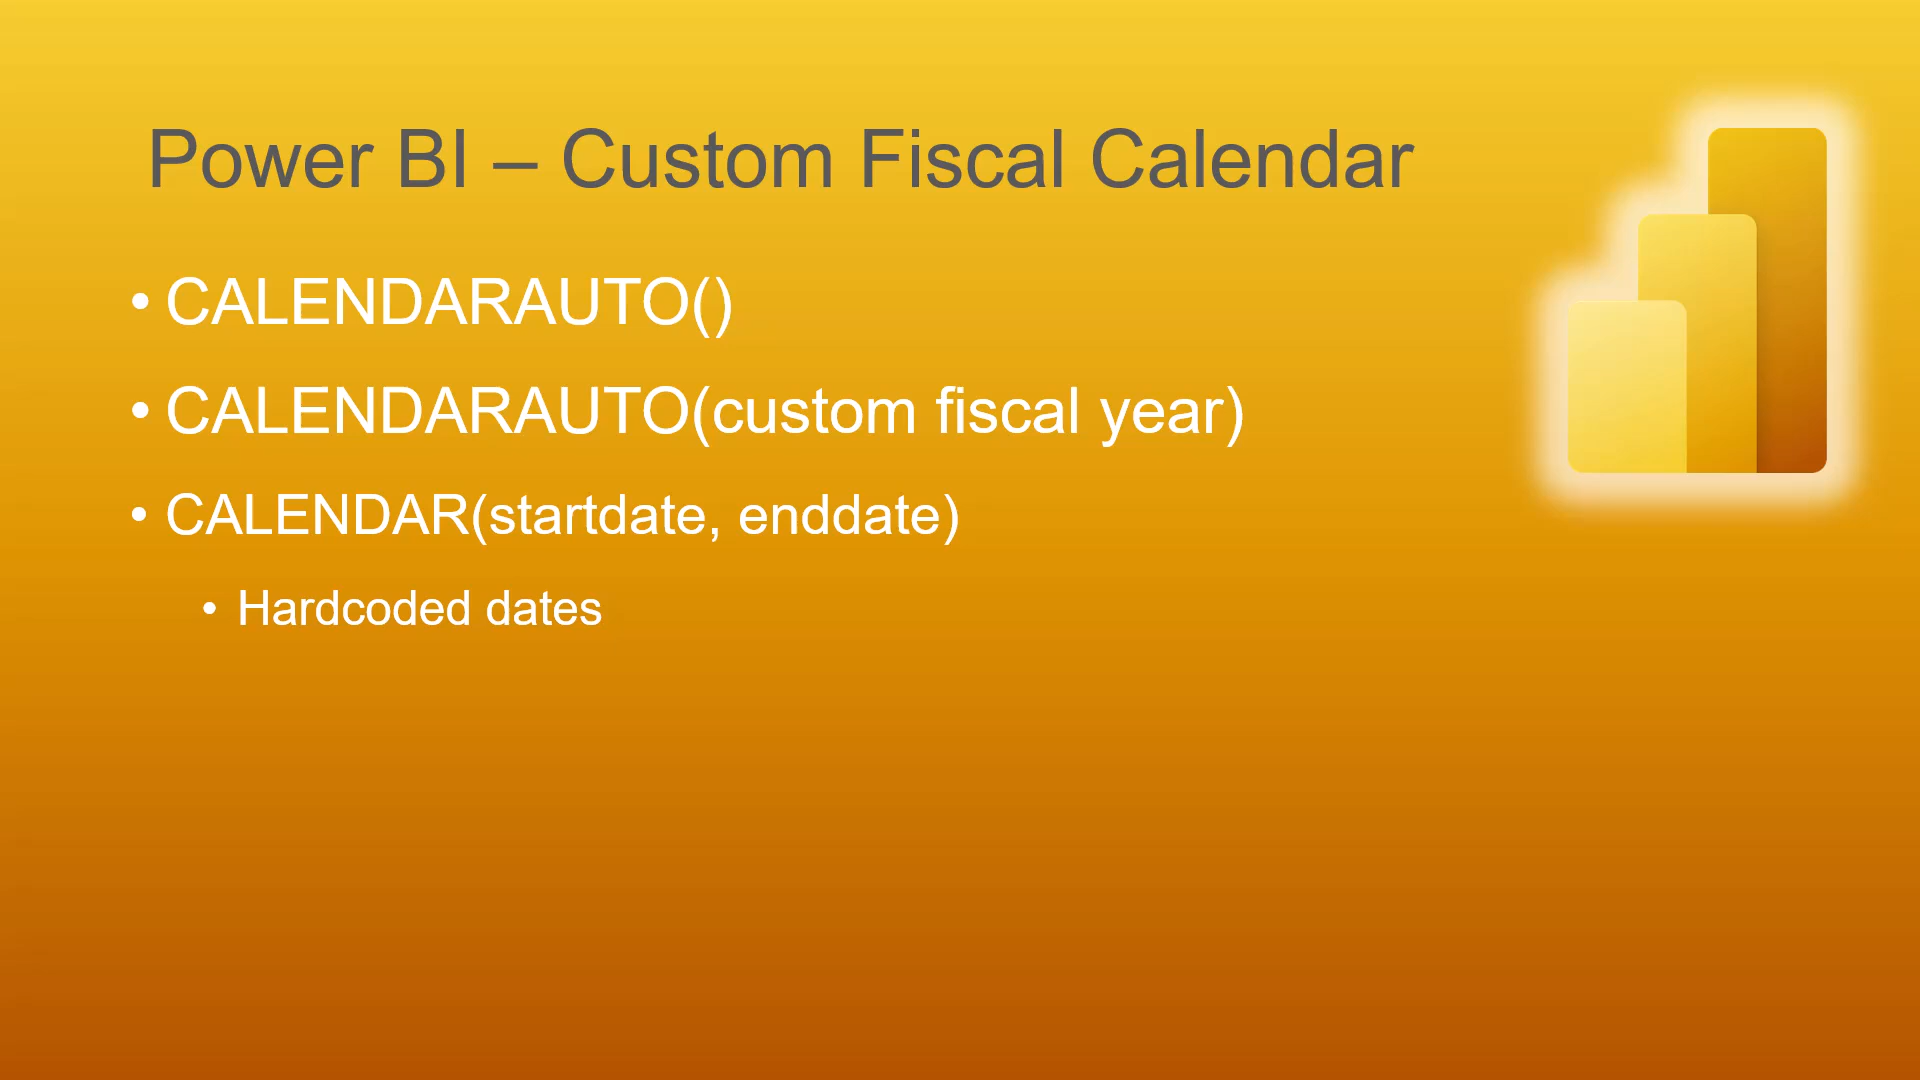 Power BI – Custom Fiscal Calendar
• CALENDARAUTO()
• CALENDARAUTO(custom fiscal year)
• CALENDAR(startdate, enddate)
• Hardcoded dates